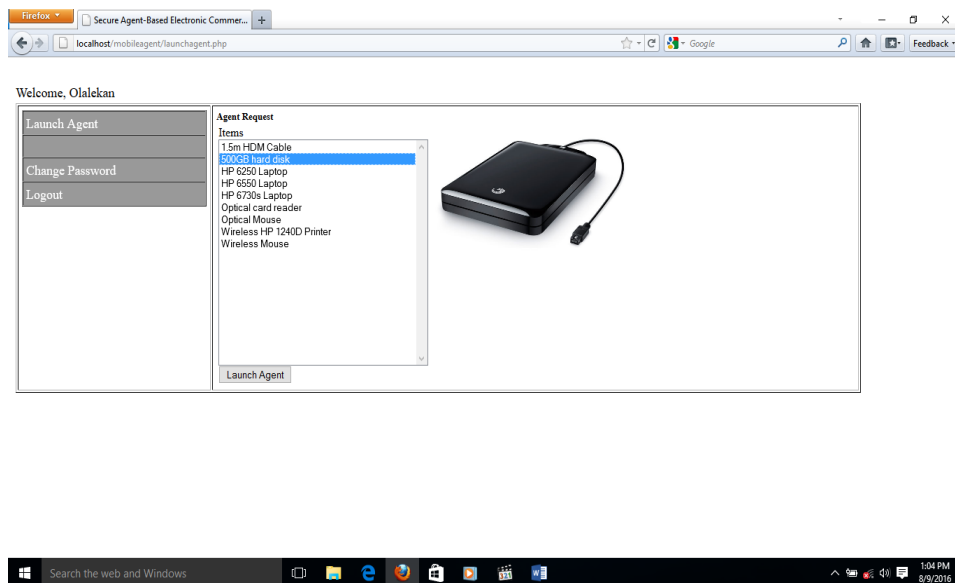 Firefox
Secure Agent-Based Electronic Commer...
localhost/mobileagent/launchagent.php
Google
Feedback
Welcome, Olalekan
Launch Agent
Change Password
Logout
Agent Request
Items
1.5m HDM Cable
500GB hard disk
HP 6250 Laptop
HP 6550 Laptop
HP 6730s Laptop
Optical card reader
Optical Mouse
Wireless HP 1240D Printer
Wireless Mouse
Launch Agent
Search the web and Windows
1:04 PM
8/9/2016